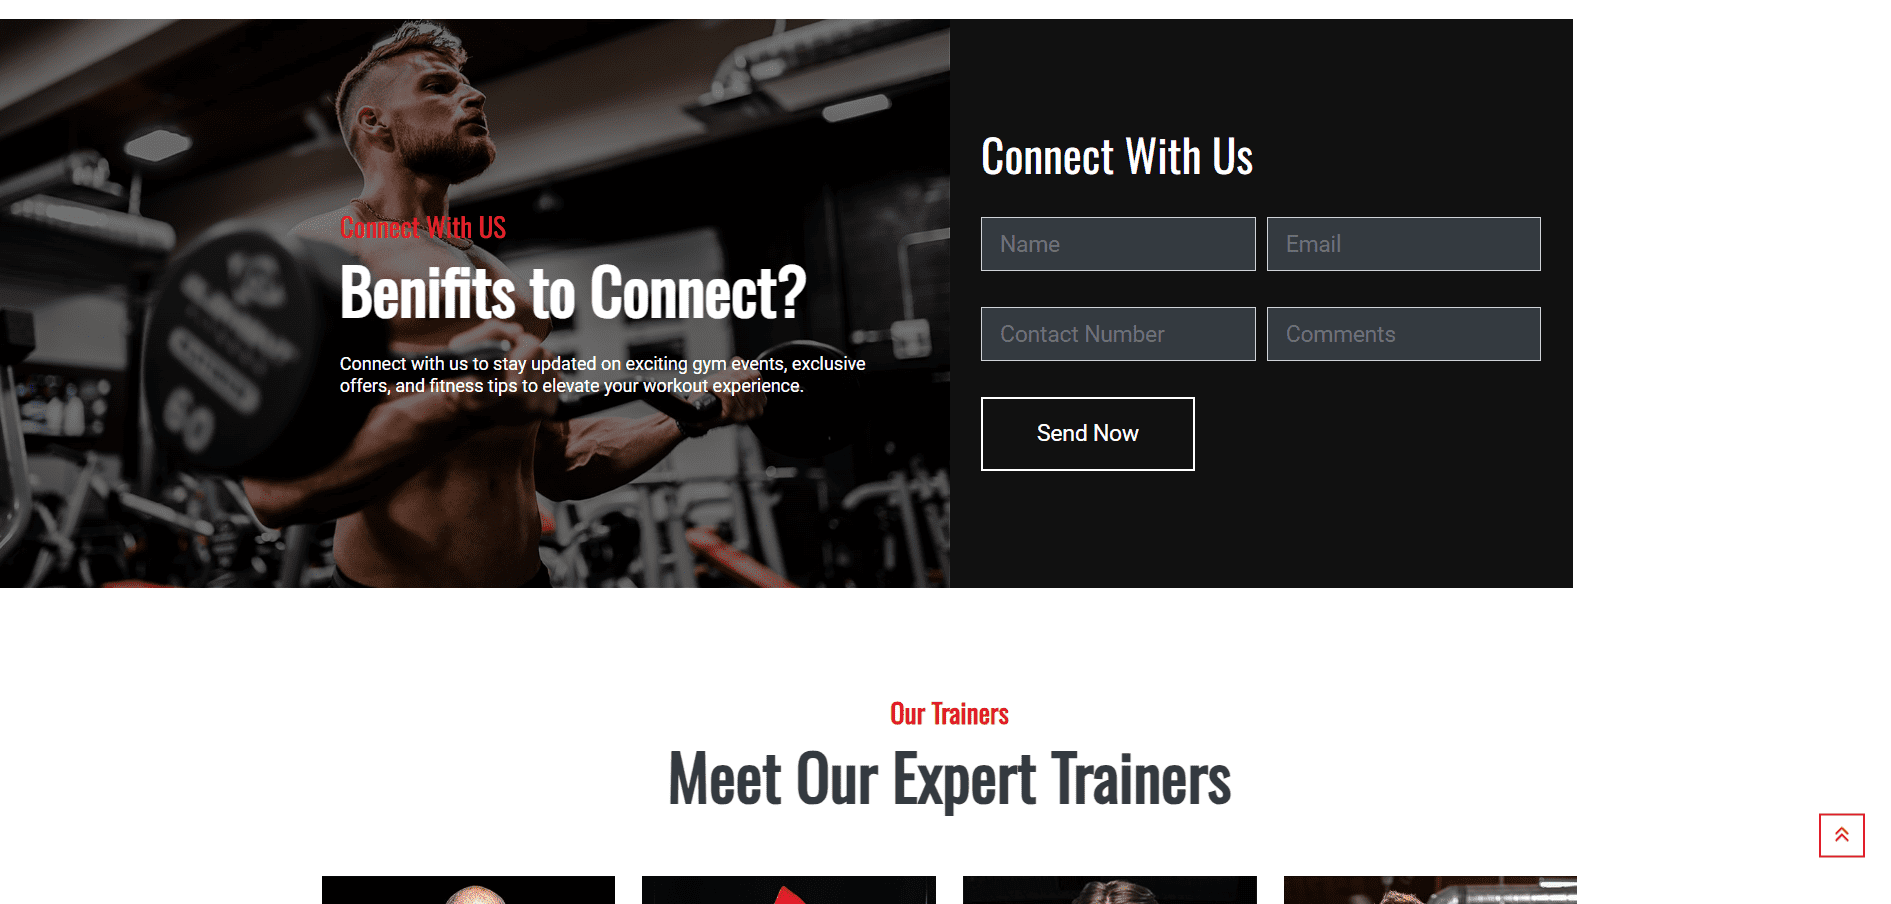 Connect With US
Benifits to Connect?
Connect with us to stay updated on exciting gym events, exclusive
offers, and fitness tips to elevate your workout experience.
Connect With Us
Name
Email
Contact Number
Comments
Send Now
Our Trainers
Meet Our Expert Trainers